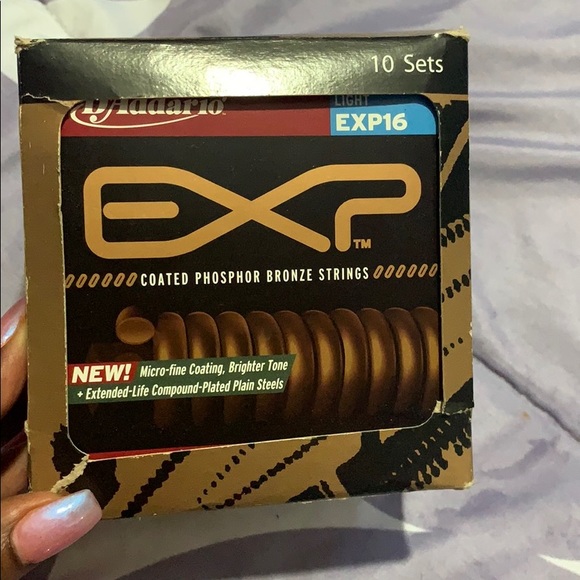 10 Sets
D'Addario
LIGHT
EXP16
EXP™
COATED PHOSPHOR BRONZE STRINGS
NEW! Micro-fine Coating, Brighter Tone
+ Extended-Life Compound-Plated Plain Steels